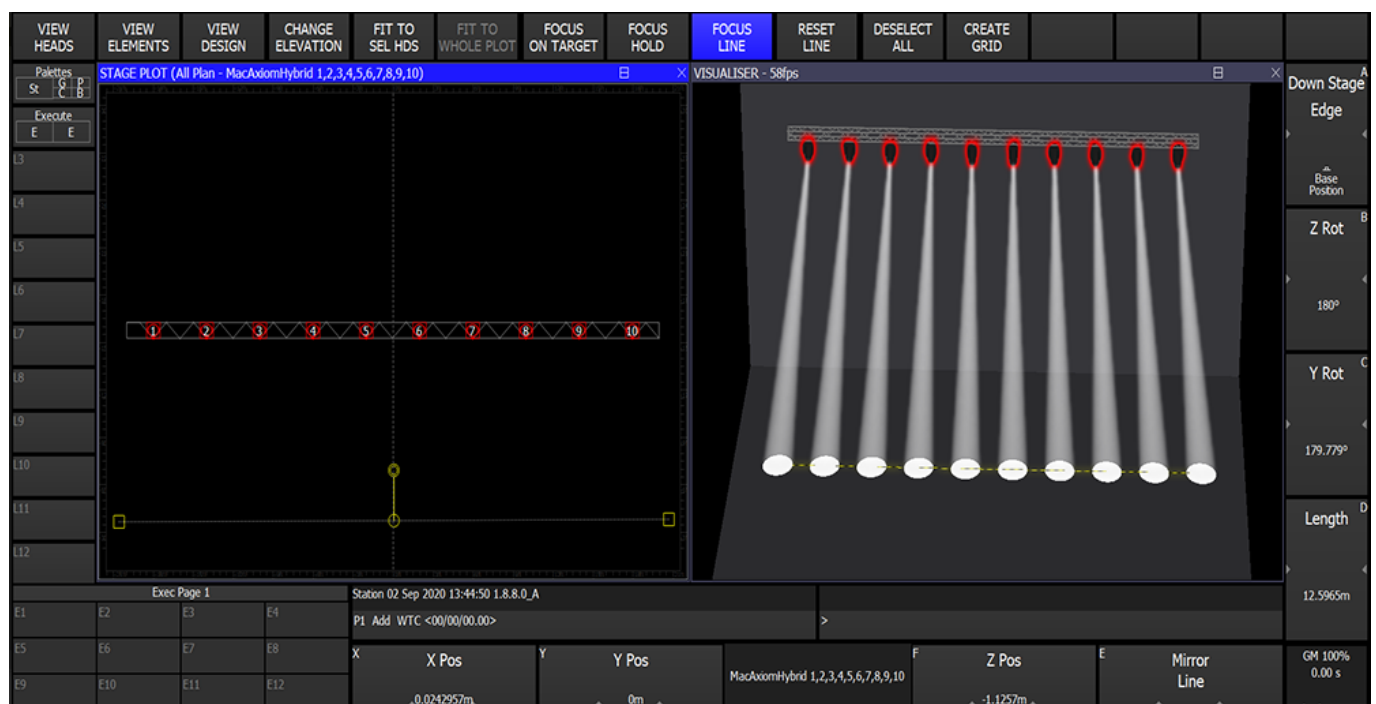 VIEW
HEADS
VIEW
ELEMENTS
VIEW
DESIGN
CHANGE
ELEVATION
FIT TO
SEL HDS
FIT TO
WHOLE PLOT
FOCUS
ON TARGET
FOCUS
HOLD
FOCUS
LINE
RESET
LINE
DESELECT
ALL
CREATE
GRID
Palettes
St
G P
C B
Execute
E E
L3
L4
L5
L6
L7
L8
L9
L10
L11
L12
STAGE PLOT (All Plan - MacAxiomHybrid 1,2,3,4,5,6,7,8,9,10)
1 2 3 4 5 6 7 8 9 10
VISUALISER - 58fps
A
Down Stage
Edge
Base
Position
B
Z Rot
180°
C
Y Rot
179.779°
D
Length
12.5965m
Exec Page 1
E1 E2 E3 E4
E5 E6 E7 E8
E9 E10 E11 E12
Station 02 Sep 2020 13:44:50 1.8.8.0_A
P1 Add WTC <00/00/00.00>
>
X
X Pos
0.0242957m
Y
Y Pos
0m
MacAxiomHybrid 1,2,3,4,5,6,7,8,9,10
F
Z Pos
-1.1257m
E
Mirror
Line
GM 100%
0.00 s